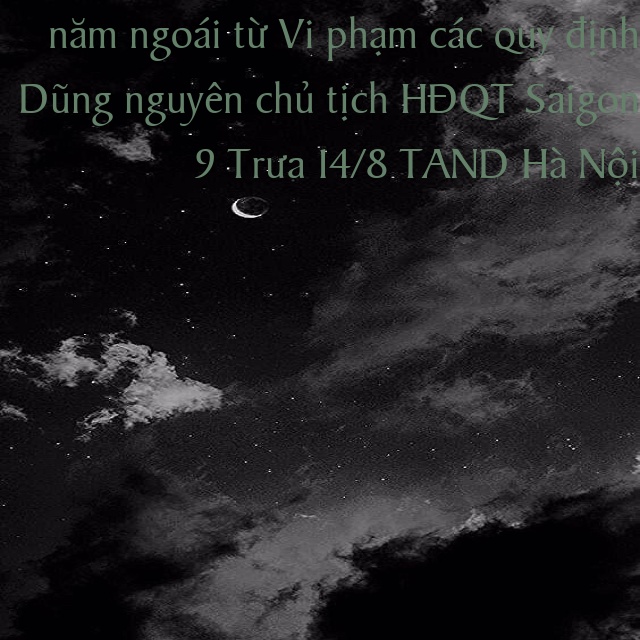 năm ngoái từ Vi phạm các quy định
Dũng nguyên chủ tịch HĐQT Saigon
9 Trưa 14/8 TAND Hà Nội